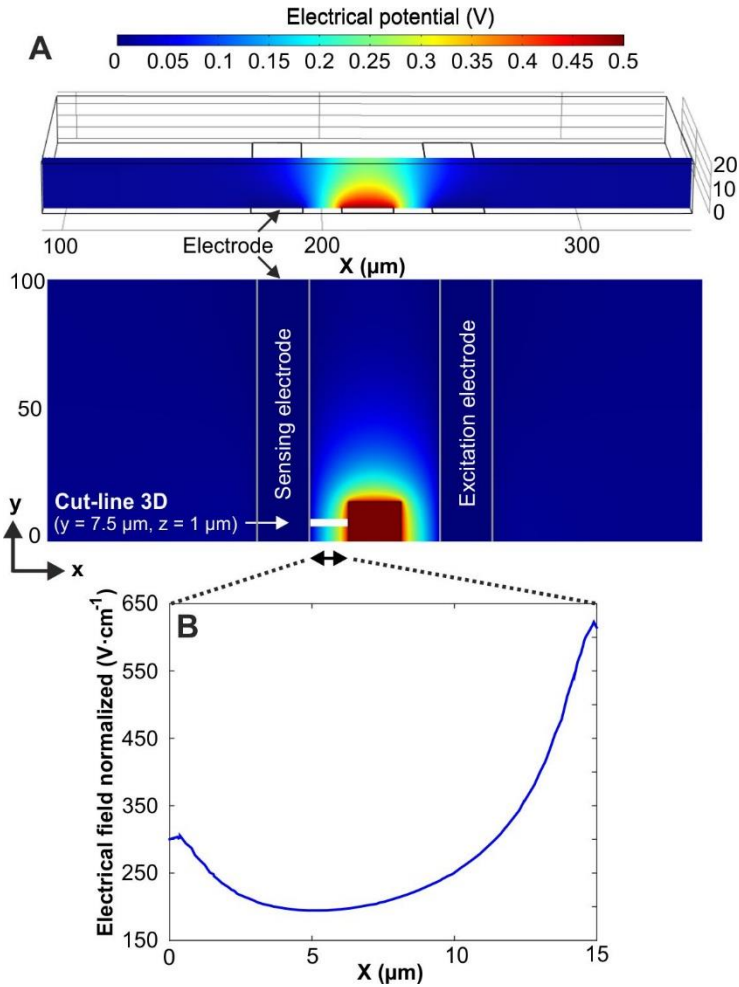 Electrical potential (V)
A
0 0.05 0.1 0.15 0.2 0.25 0.3 0.35 0.4 0.45 0.5
20
10
0
Electrode
100 200 300
X (µm)
100
50
0
Sensing electrode
Excitation electrode
Cut-line 3D
(y = 7.5 µm, z = 1 µm)
y
x
B
Electrical field normalized (V·cm⁻¹)
650
550
450
350
250
150
0 5 10 15
X (µm)